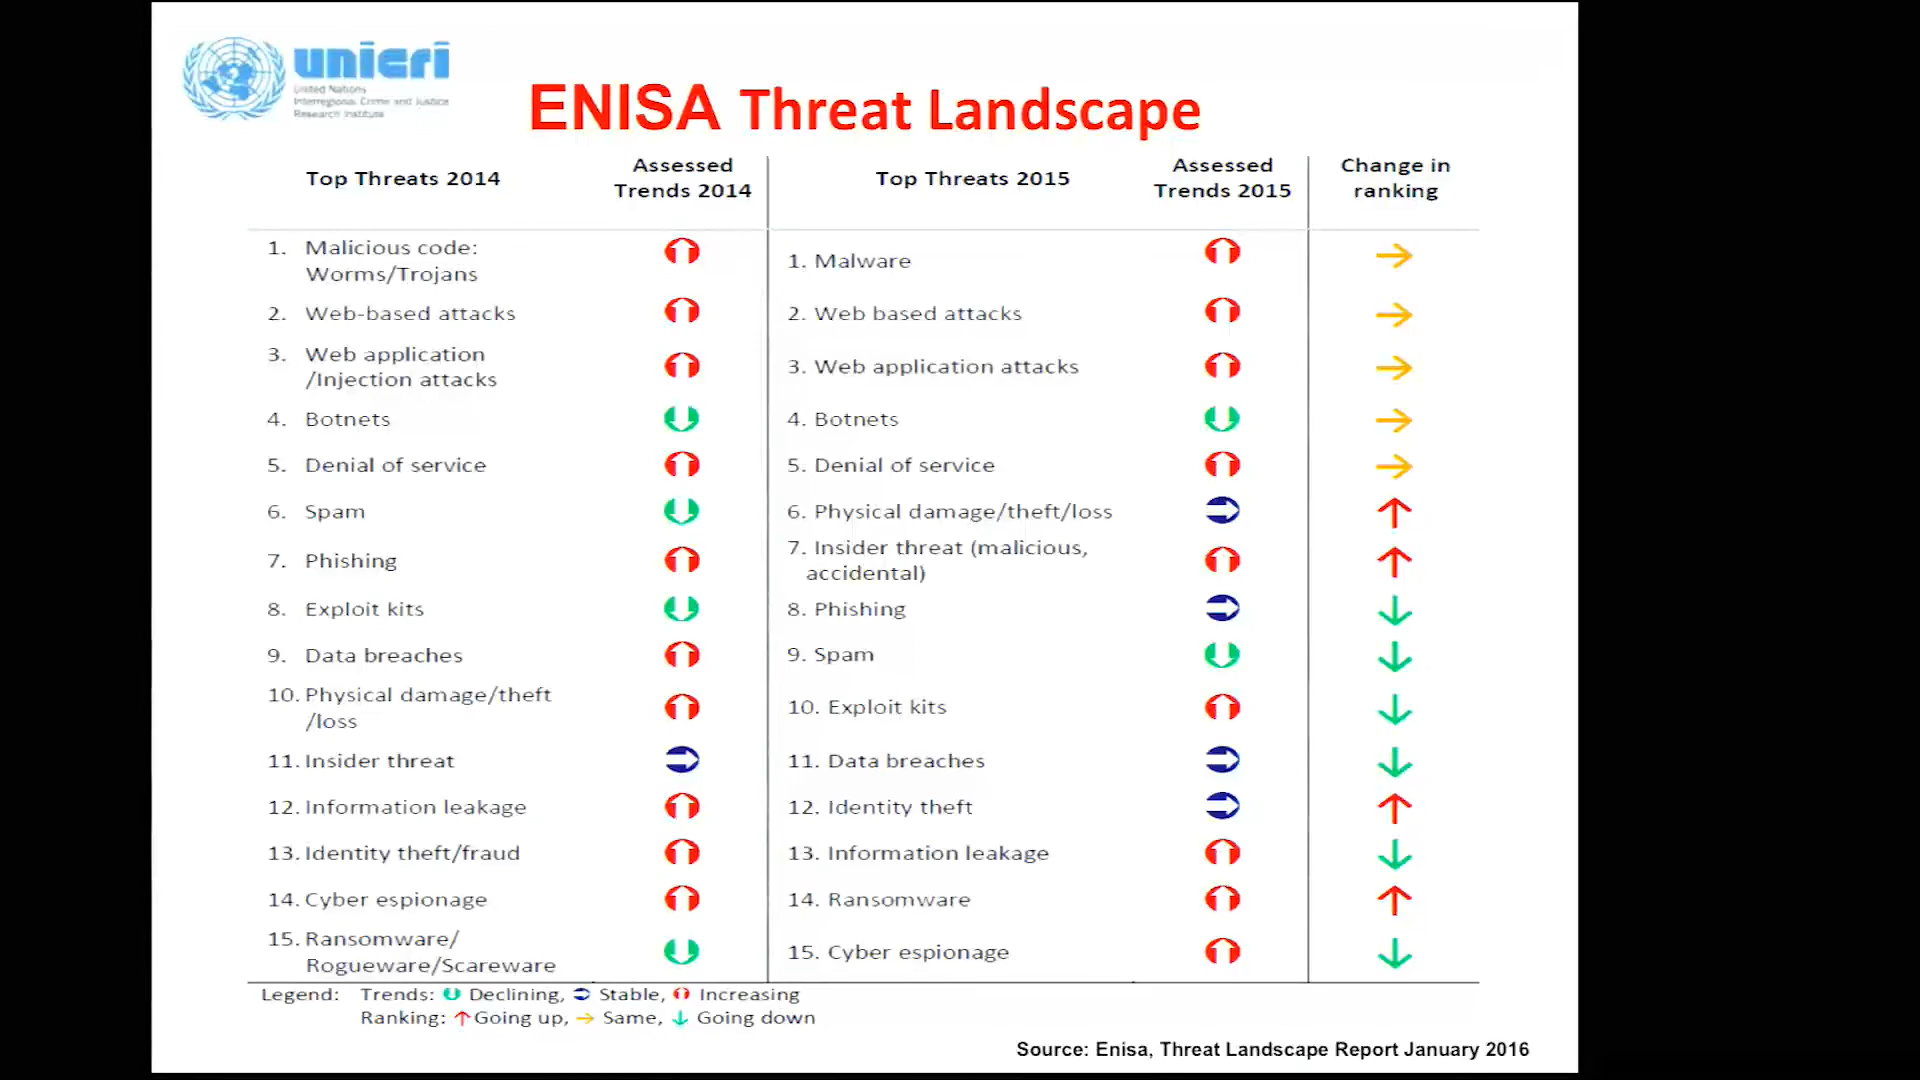 unicri
United Nations
Interregional Crime and Justice
Research Institute
ENISA Threat Landscape
Top Threats 2014
Assessed
Trends 2014
Top Threats 2015
Assessed
Trends 2015
Change in
ranking
1. Malicious code:
Worms/Trojans
1. Malware
2. Web-based attacks
2. Web based attacks
3. Web application
/Injection attacks
3. Web application attacks
4. Botnets
4. Botnets
5. Denial of service
5. Denial of service
6. Spam
6. Physical damage/theft/loss
7. Phishing
7. Insider threat (malicious,
accidental)
8. Exploit kits
8. Phishing
9. Data breaches
9. Spam
10. Physical damage/theft
/loss
10. Exploit kits
11. Insider threat
11. Data breaches
12. Information leakage
12. Identity theft
13. Identity theft/fraud
13. Information leakage
14. Cyber espionage
14. Ransomware
15. Ransomware/
Rogueware/Scareware
15. Cyber espionage
Legend: Trends: Declining, Stable, Increasing
Ranking: Going up, Same, Going down
Source: Enisa, Threat Landscape Report January 2016